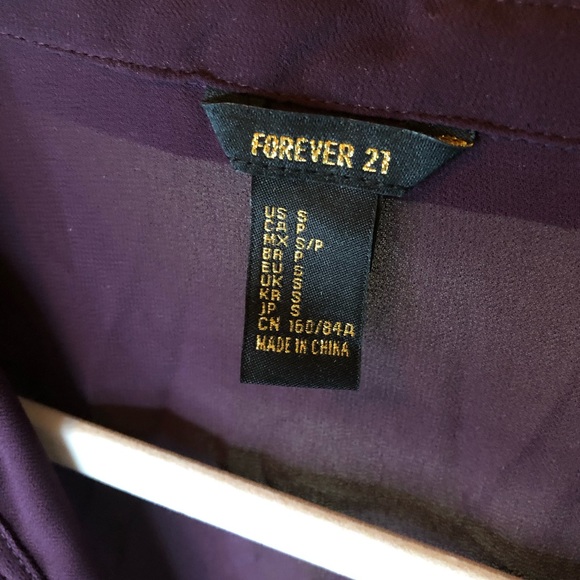 FOREVER 21
US S
CA P
MX S/P
BR P
EU S
UK S
KR S
JP S
CN 160/84A
MADE IN CHINA